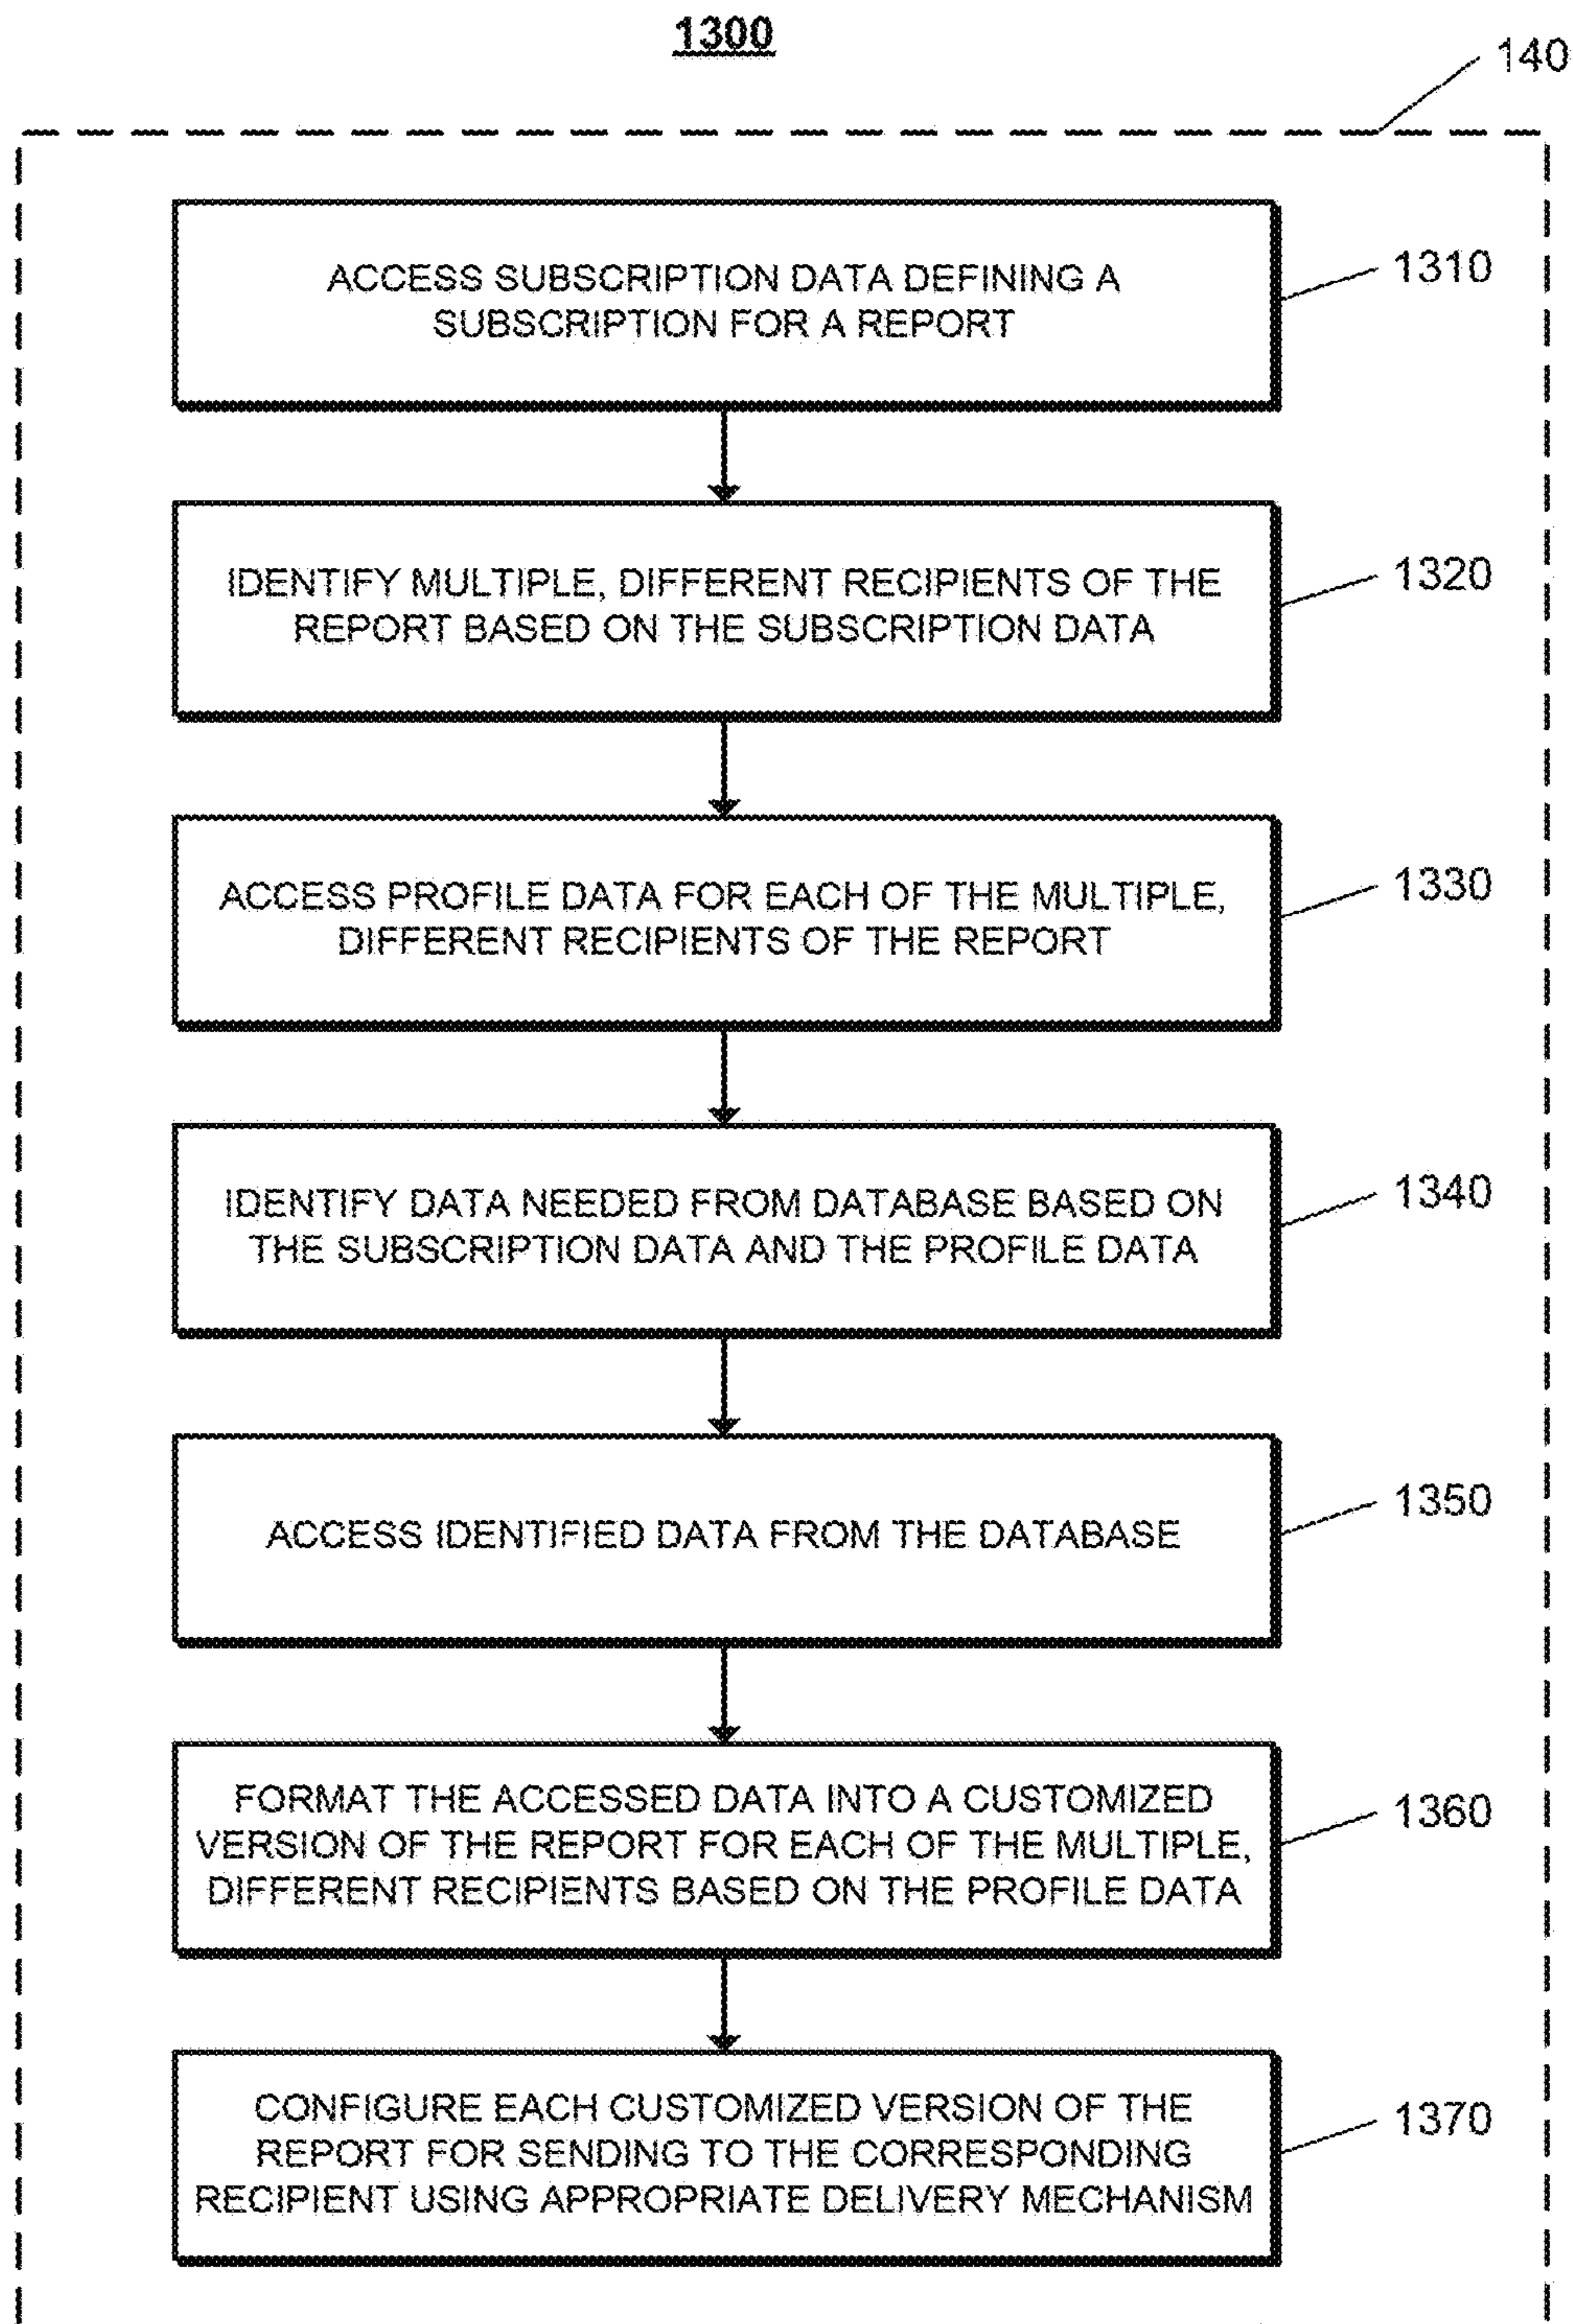 1300
140
ACCESS SUBSCRIPTION DATA DEFINING A
SUBSCRIPTION FOR A REPORT
1310
IDENTIFY MULTIPLE, DIFFERENT RECIPIENTS OF THE
REPORT BASED ON THE SUBSCRIPTION DATA
1320
ACCESS PROFILE DATA FOR EACH OF THE MULTIPLE,
DIFFERENT RECIPIENTS OF THE REPORT
1330
IDENTIFY DATA NEEDED FROM DATABASE BASED ON
THE SUBSCRIPTION DATA AND THE PROFILE DATA
1340
ACCESS IDENTIFIED DATA FROM THE DATABASE
1350
FORMAT THE ACCESSED DATA INTO A CUSTOMIZED
VERSION OF THE REPORT FOR EACH OF THE MULTIPLE,
DIFFERENT RECIPIENTS BASED ON THE PROFILE DATA
1360
CONFIGURE EACH CUSTOMIZED VERSION OF THE
REPORT FOR SENDING TO THE CORRESPONDING
RECIPIENT USING APPROPRIATE DELIVERY MECHANISM
1370